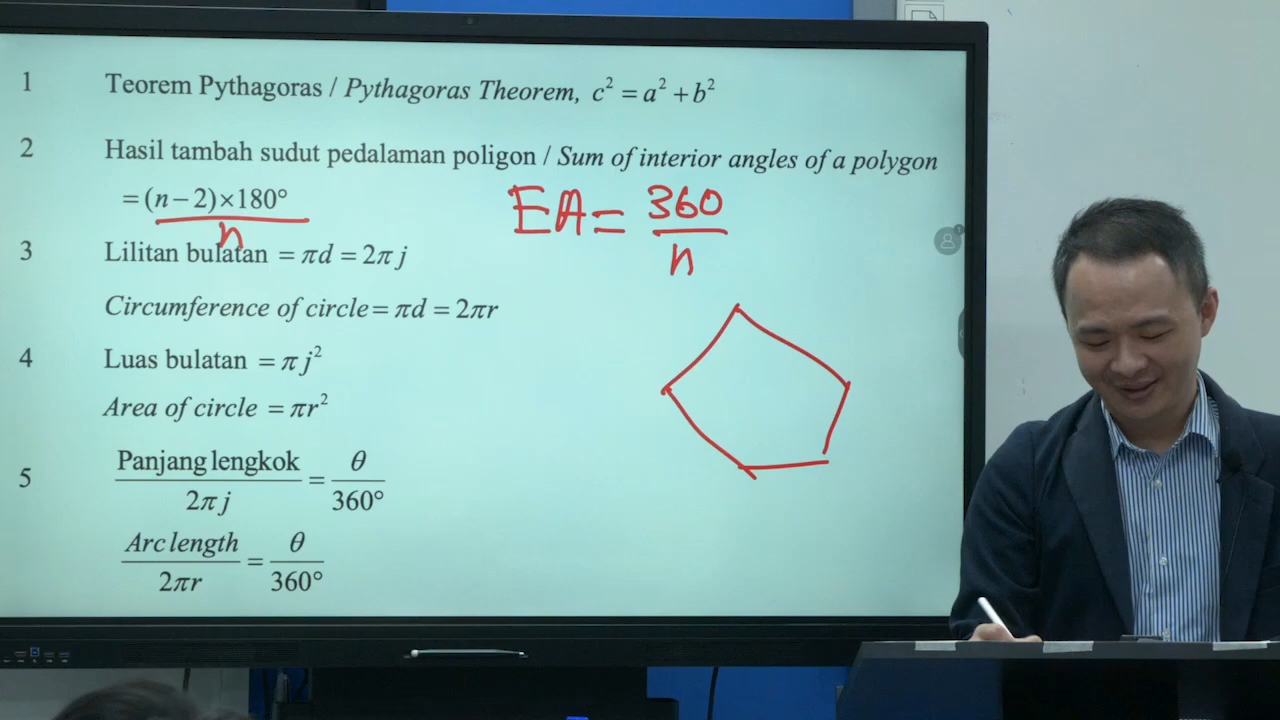 1 Teorem Pythagoras / Pythagoras Theorem, c² = a² + b²
2 Hasil tambah sudut pedalaman poligon / Sum of interior angles of a polygon
= (n − 2) × 180°
n
EA = 360
n
3 Lilitan bulatan = πd = 2πj
Circumference of circle = πd = 2πr
4 Luas bulatan = πj²
Area of circle = πr²
5 Panjang lengkok / 2πj = θ / 360°
Arc length / 2πr = θ / 360°